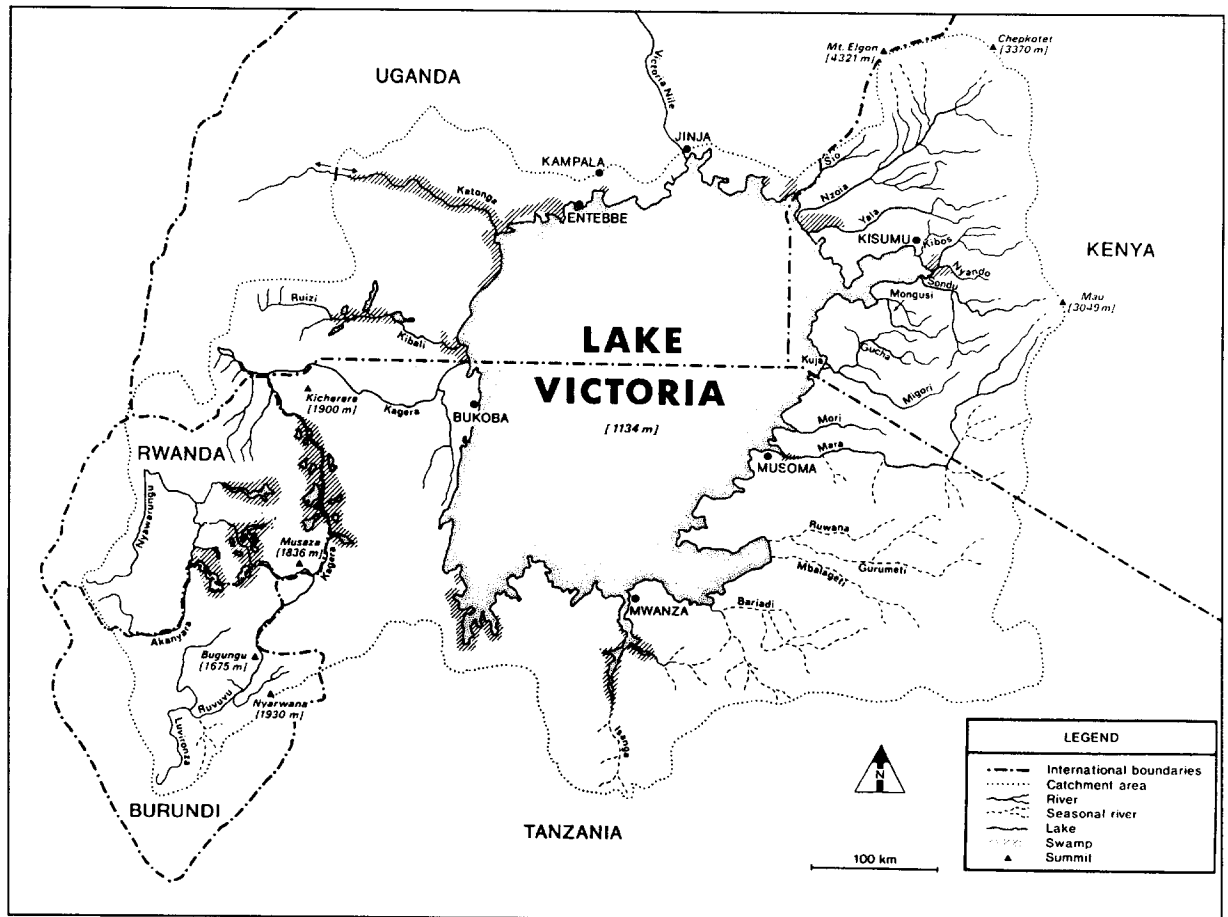 Mt. Elgon
[4321 m]
Chepkotet
[3370 m]
UGANDA
Victoria Nile
JINJA
KAMPALA
Sio
Nzoia
Katonga
ENTEBBE
Yala
KISUMU
Kibos
KENYA
Nyando
Sondu
Mau
[3049 m]
Mongusi
Ruizi
Kibali
LAKE
VICTORIA
[1134 m]
Gucha
Kuja
Migori
Kicherere
[1900 m]
Kagera
BUKOBA
Mori
Mara
MUSOMA
RWANDA
Nyawarungu
Musaza
[1836 m]
Kagera
Ruwana
Gurumeti
Mbalageti
Bariadi
MWANZA
Akanyaru
Bugungu
[1675 m]
Ruvuvu
Nyarwana
[1930 m]
Luvironza
Isanga
BURUNDI
TANZANIA
N
100 km
LEGEND
International boundaries
Catchment area
River
Seasonal river
Lake
Swamp
Summit